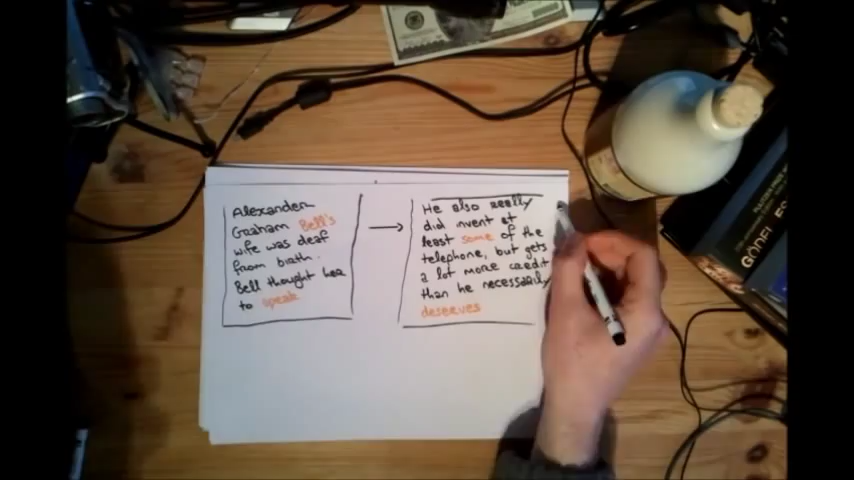 Alexander
Graham Bell's
wife was deaf
from birth.
Bell thought her
to speak
He also really
did invent at
least some of the
telephone, but gets
a lot more credit
than he necessarily
deserves